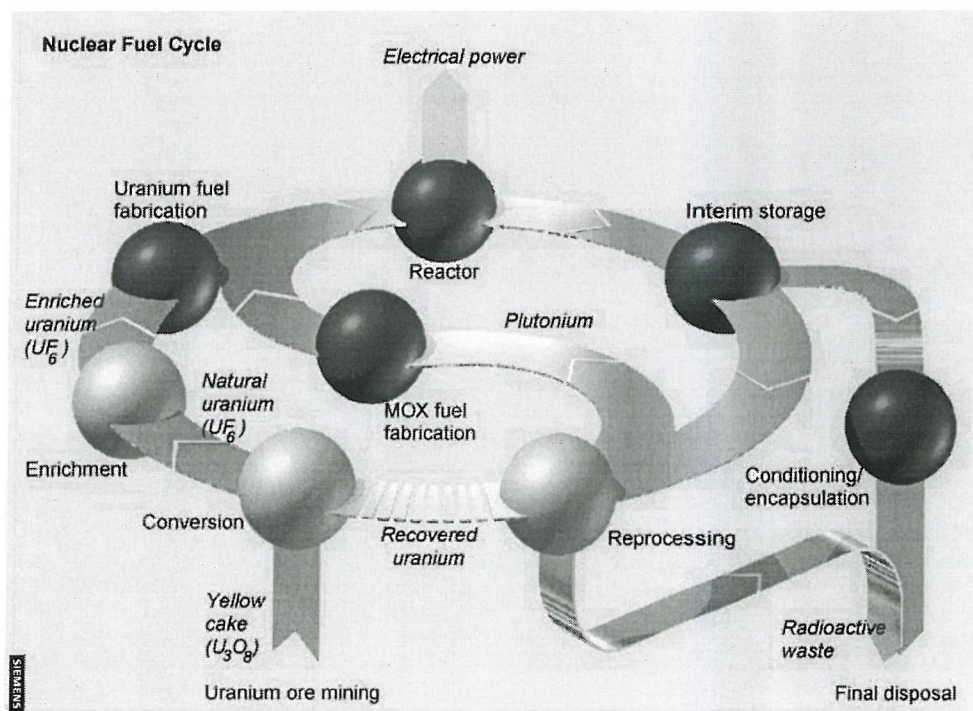 Nuclear Fuel Cycle
Electrical power
Uranium fuel
fabrication
Interim storage
Reactor
Enriched
uranium
(UF₆)
Plutonium
Natural
uranium
(UF₆)
MOX fuel
fabrication
Enrichment
Conditioning/
encapsulation
Conversion
Recovered
uranium
Reprocessing
Yellow
cake
(U₃O₈)
Radioactive
waste
SIEMENS
Uranium ore mining
Final disposal